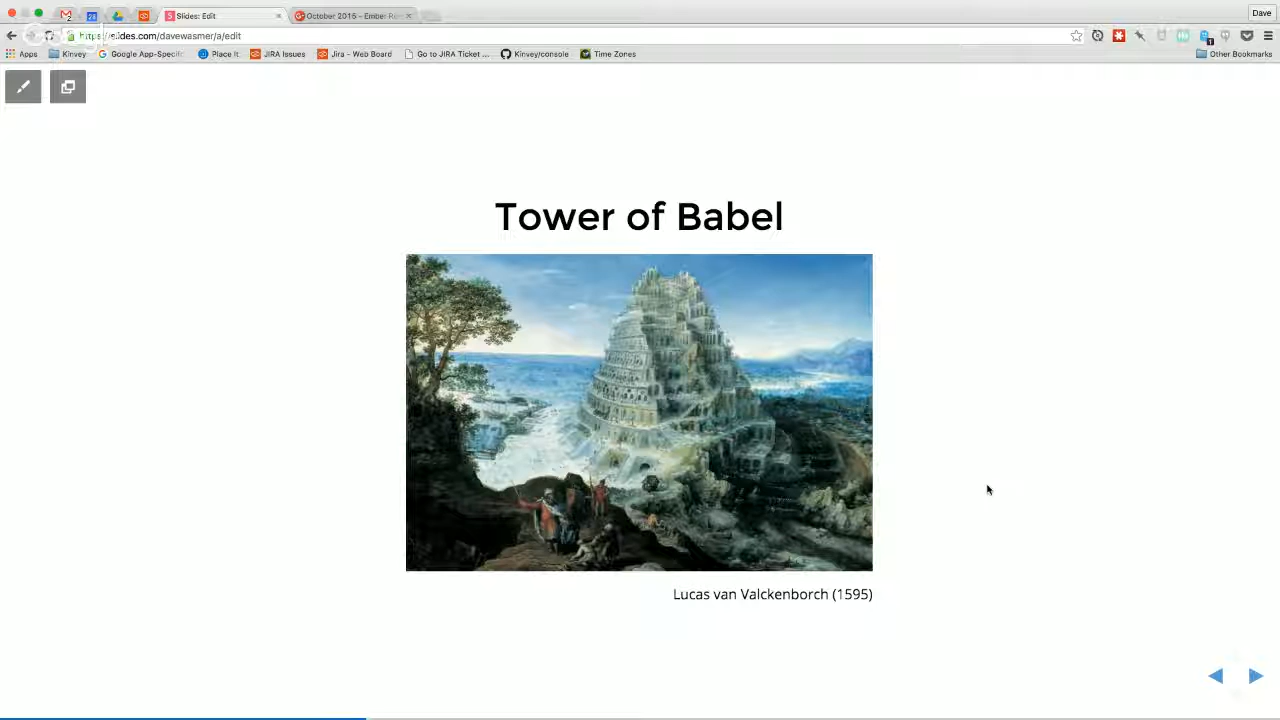 Slides: Edit
October 2015 - Ember R
Dave
slides.com/davewasmer/a/edit
Apps
Kinvey
Google App-Specifi
Place It
JIRA Issues
Jira - Web Board
Go to JIRA Ticket ...
Kinvey/console
Time Zones
Other Bookmarks
Tower of Babel
Lucas van Valckenborch (1595)